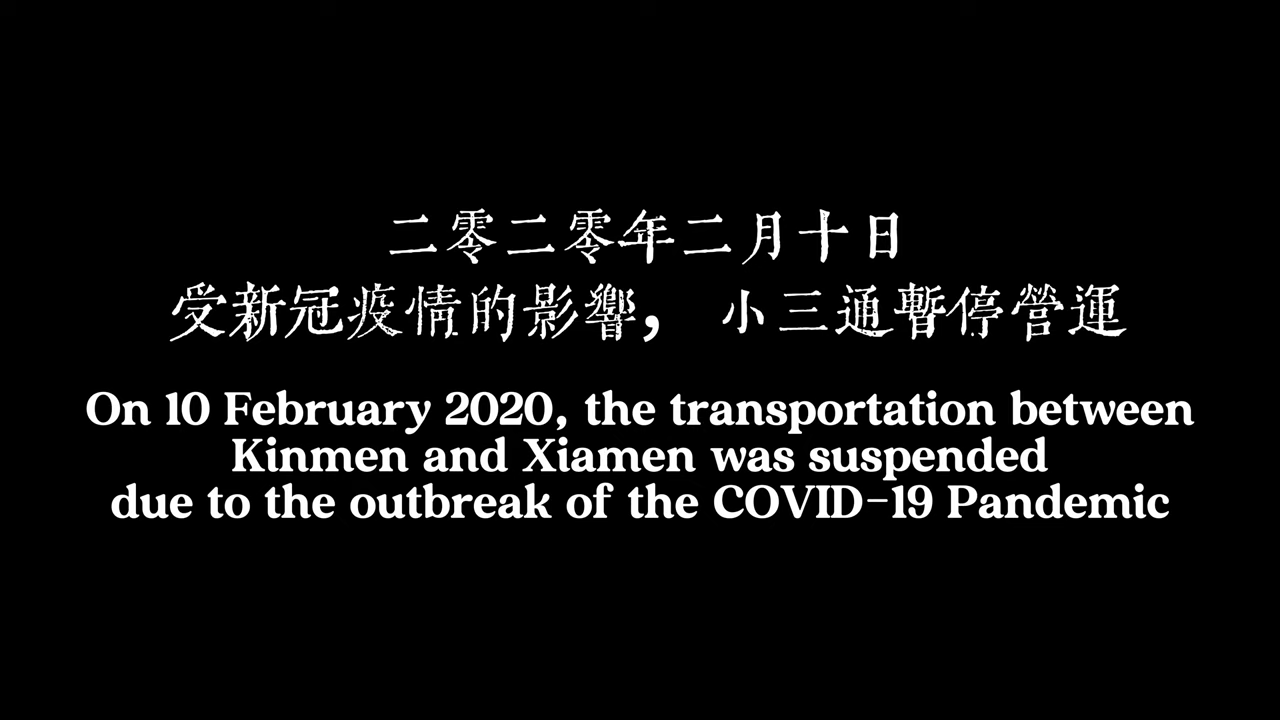 二零二零年二月十日
受新冠疫情的影響， 小三通暫停營運
On 10 February 2020, the transportation between
Kinmen and Xiamen was suspended
due to the outbreak of the COVID-19 Pandemic